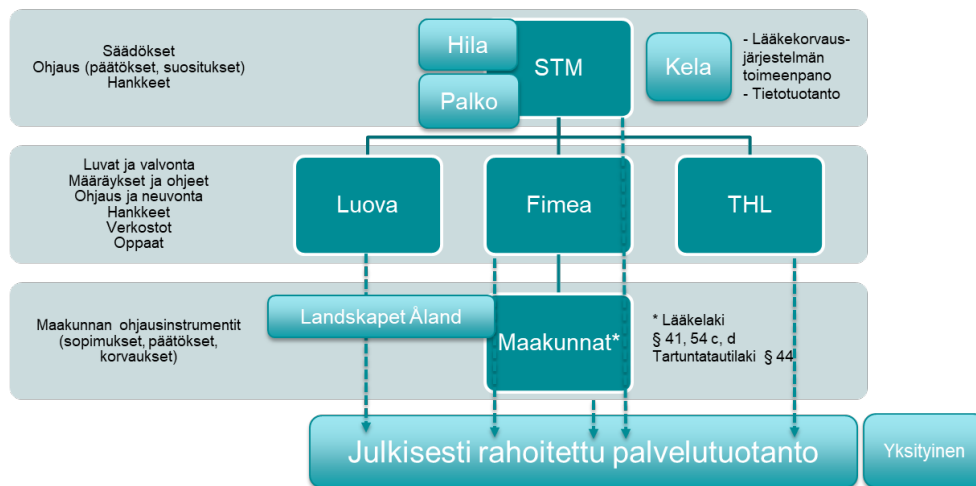 Säädökset
Ohjaus (päätökset, suositukset)
Hankkeet
Hila
STM
Palko
Kela
- Lääkekorvaus-
järjestelmän
toimeenpano
- Tietotuotanto
Luvat ja valvonta
Määräykset ja ohjeet
Ohjaus ja neuvonta
Hankkeet
Verkostot
Oppaat
Luova
Fimea
THL
Maakunnan ohjausinstrumentit
(sopimukset, päätökset,
korvaukset)
Landskapet Åland
Maakunnat*
* Lääkelaki
§ 41, 54 c, d
Tartuntatautilaki § 44
Julkisesti rahoitettu palvelutuotanto
Yksityinen